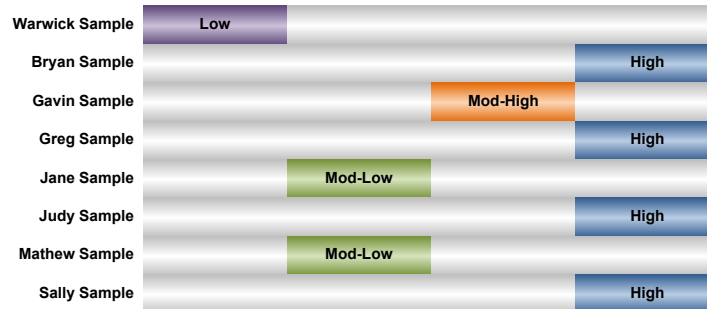 Warwick Sample Low
Bryan Sample High
Gavin Sample Mod-High
Greg Sample High
Jane Sample Mod-Low
Judy Sample High
Mathew Sample Mod-Low
Sally Sample High